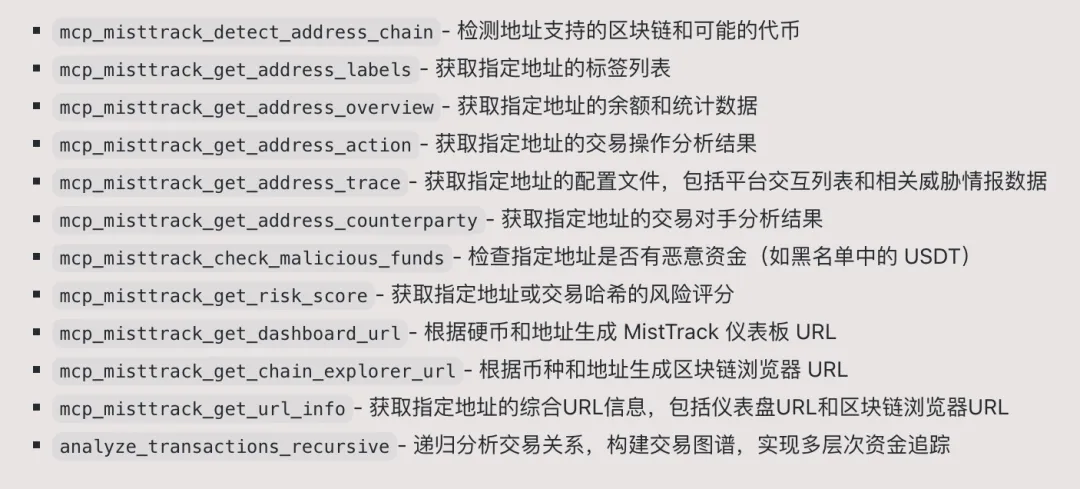 mcp_misttrack_detect_address_chain - 检测地址支持的区块链和可能的代币
mcp_misttrack_get_address_labels - 获取指定地址的标签列表
mcp_misttrack_get_address_overview - 获取指定地址的余额和统计数据
mcp_misttrack_get_address_action - 获取指定地址的交易操作分析结果
mcp_misttrack_get_address_trace - 获取指定地址的配置文件，包括平台交互列表和相关威胁情报数据
mcp_misttrack_get_address_counterparty - 获取指定地址的交易对手分析结果
mcp_misttrack_check_malicious_funds - 检查指定地址是否有恶意资金（如黑名单中的 USDT）
mcp_misttrack_get_risk_score - 获取指定地址或交易哈希的风险评分
mcp_misttrack_get_dashboard_url - 根据硬币和地址生成 MistTrack 仪表板 URL
mcp_misttrack_get_chain_explorer_url - 根据币种和地址生成区块链浏览器 URL
mcp_misttrack_get_url_info - 获取指定地址的综合URL信息，包括仪表盘URL和区块链浏览器URL
analyze_transactions_recursive - 递归分析交易关系，构建交易图谱，实现多层次资金追踪